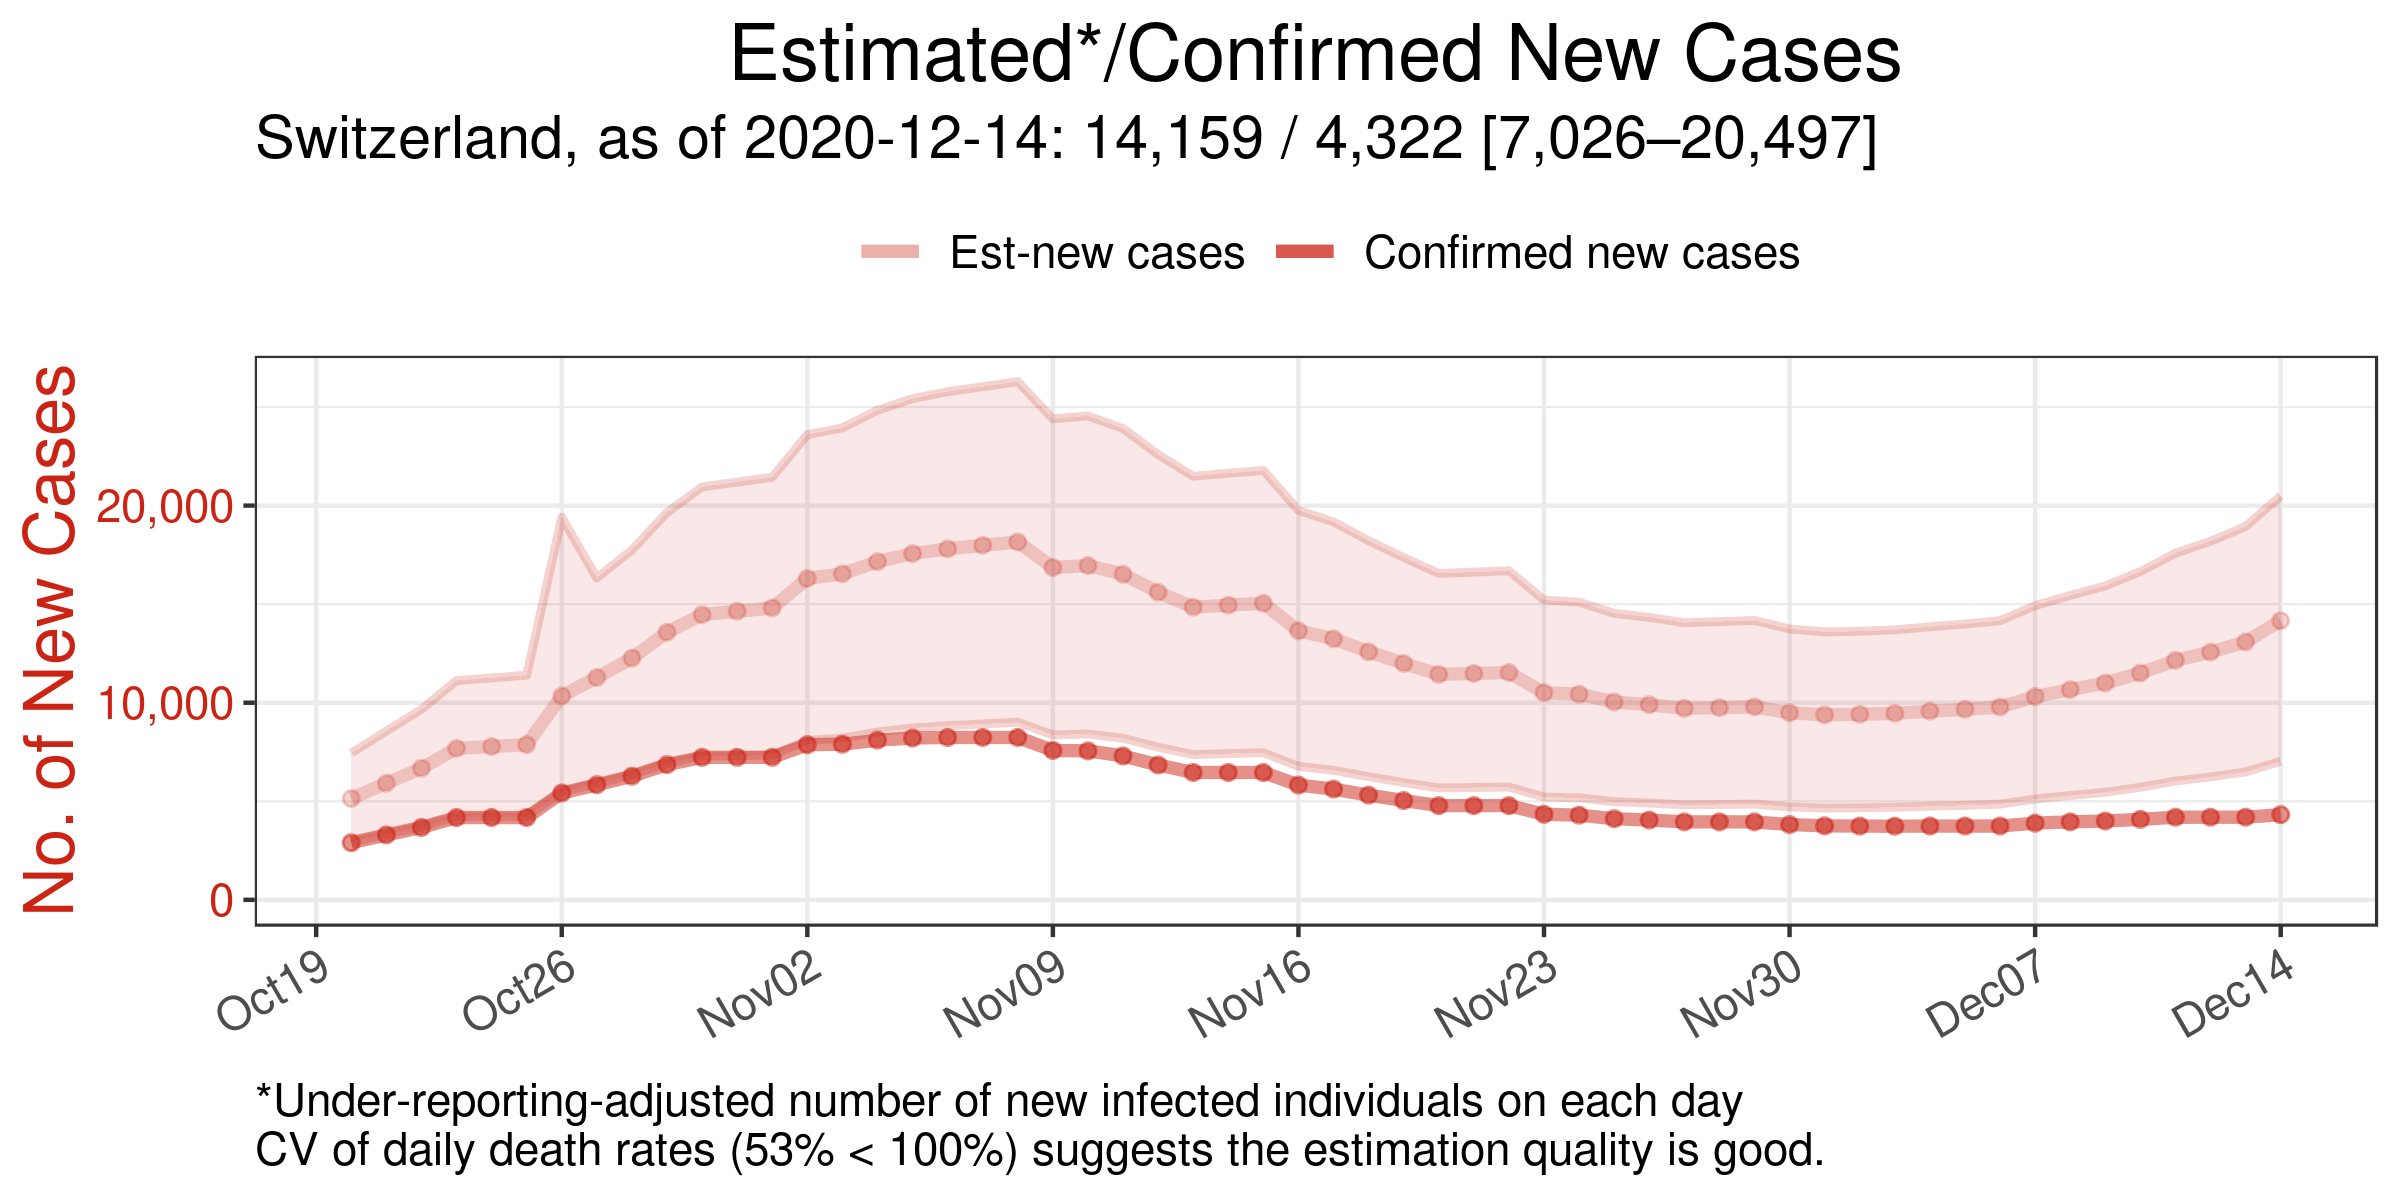 Estimated*/Confirmed New Cases
Switzerland, as of 2020-12-14: 14,159 / 4,322 [7,026–20,497]
Est-new cases
Confirmed new cases
No. of New Cases
20,000
10,000
0
Oct19
Oct26
Nov02
Nov09
Nov16
Nov23
Nov30
Dec07
Dec14
*Under-reporting-adjusted number of new infected individuals on each day
CV of daily death rates (53% < 100%) suggests the estimation quality is good.